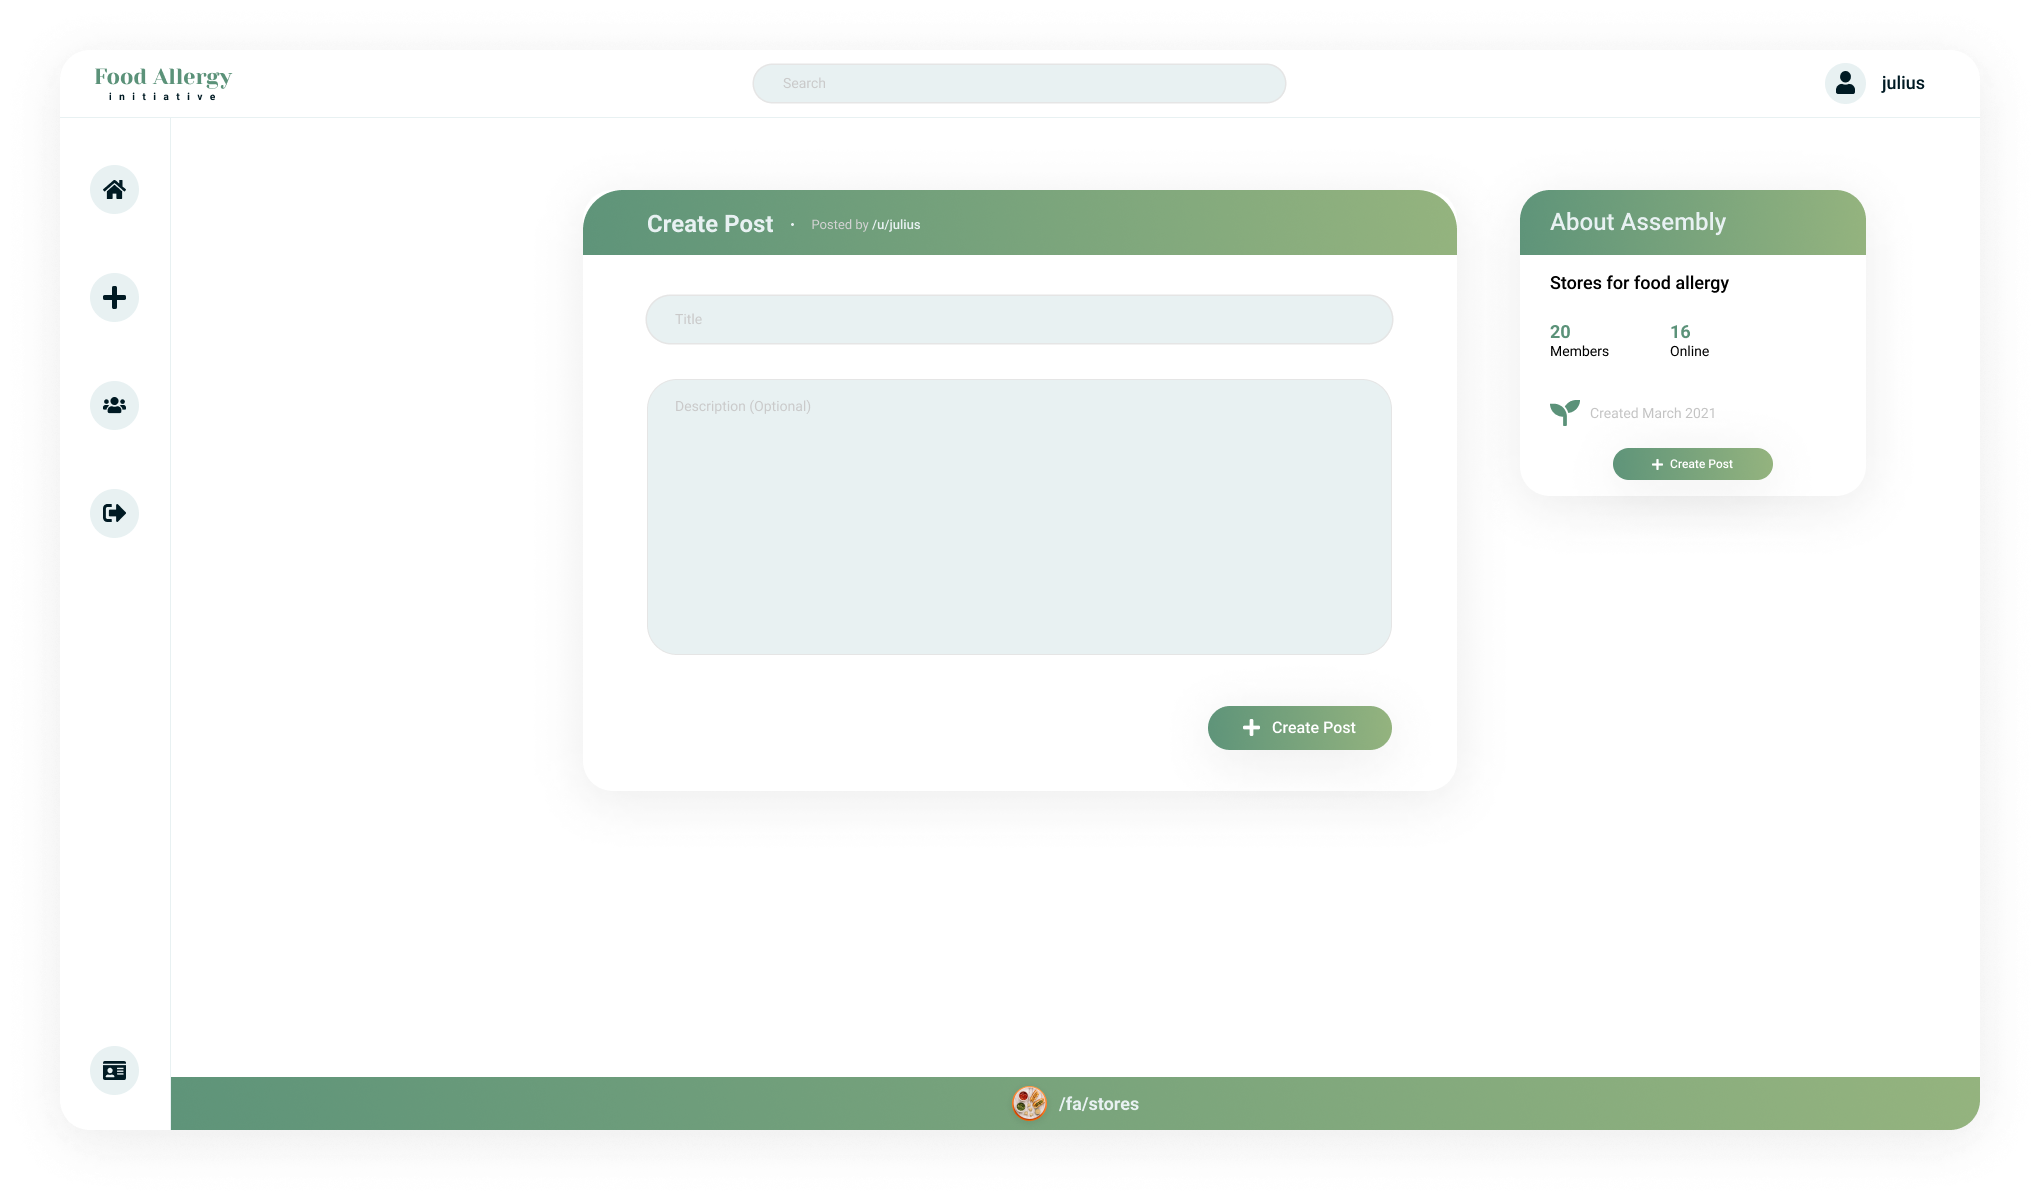 Food Allergy
initiative
Search
julius
Create Post • Posted by /u/julius
Title
Description (Optional)
Create Post
About Assembly
Stores for food allergy
20
Members
16
Online
Created March 2021
Create Post
/fa/stores